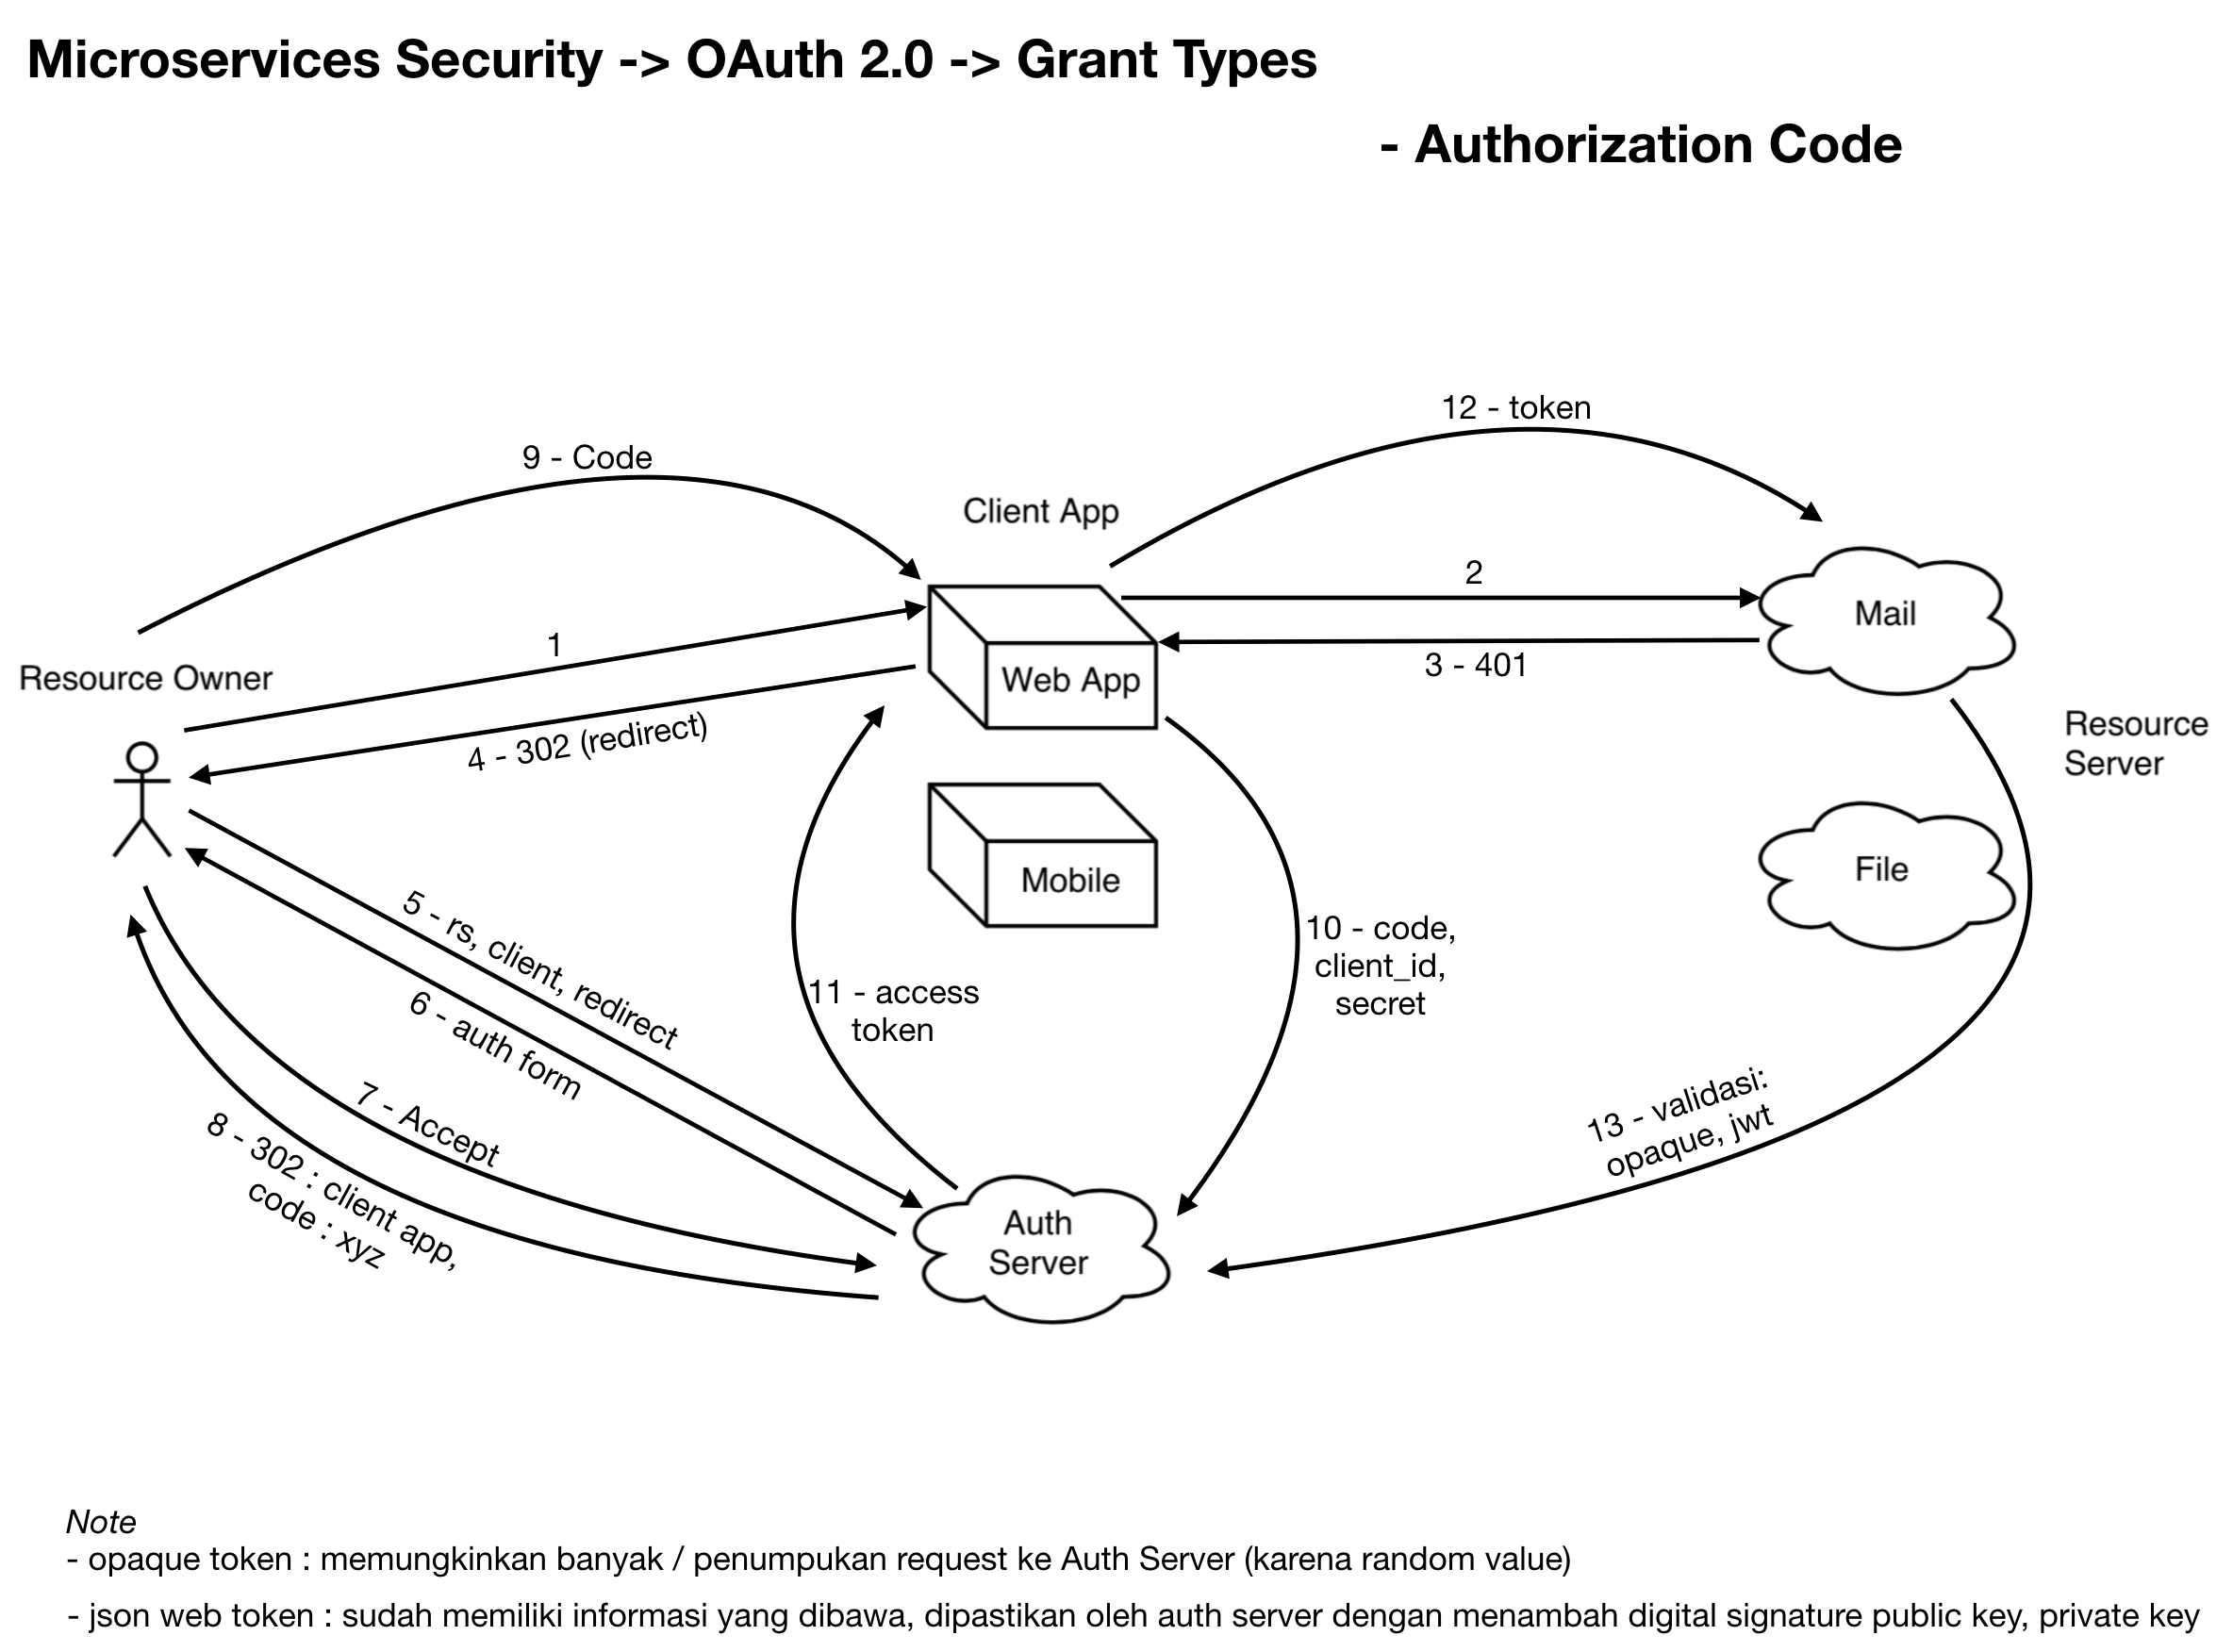 Microservices Security -> OAuth 2.0 -> Grant Types
- Authorization Code
12 - token
9 - Code
Client App
2
Mail
1
3 - 401
Resource Owner
Web App
4 - 302 (redirect)
Resource
Server
Mobile
File
5 - rs, client, redirect
6 - auth form
10 - code,
client_id,
secret
11 - access
token
7 - Accept
8 - 302 : client app,
code : xyz
13 - validasi:
opaque, jwt
Auth
Server
Note
- opaque token : memungkinkan banyak / penumpukan request ke Auth Server (karena random value)
- json web token : sudah memiliki informasi yang dibawa, dipastikan oleh auth server dengan menambah digital signature public key, private key